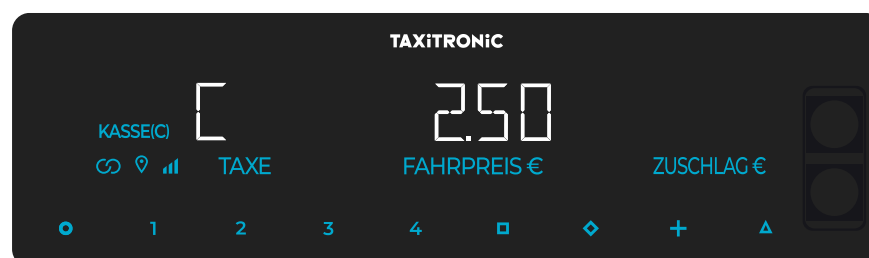 TAXiTRONiC
C 2.50
KASSE(C)
TAXE FAHRPREIS € ZUSCHLAG €
1 2 3 4